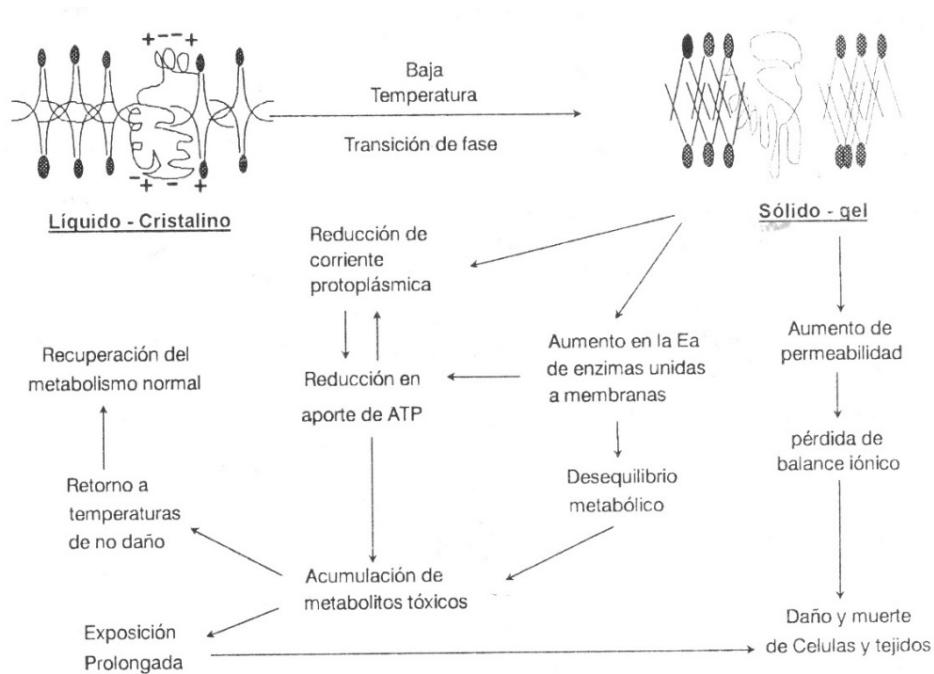 + - - +
Baja
Temperatura
Transición de fase
- + - +
Líquido - Cristalino
Sólido - gel
Reducción de
corriente
protoplásmica
Aumento en la Ea
de enzimas unidas
a membranas
Aumento de
permeabilidad
Recuperación del
metabolismo normal
Reducción en
aporte de ATP
pérdida de
balance iónico
Desequilibrio
metabólico
Retorno a
temperaturas
de no daño
Acumulación de
metabolitos tóxicos
Exposición
Prolongada
Daño y muerte
de Celulas y tejidos